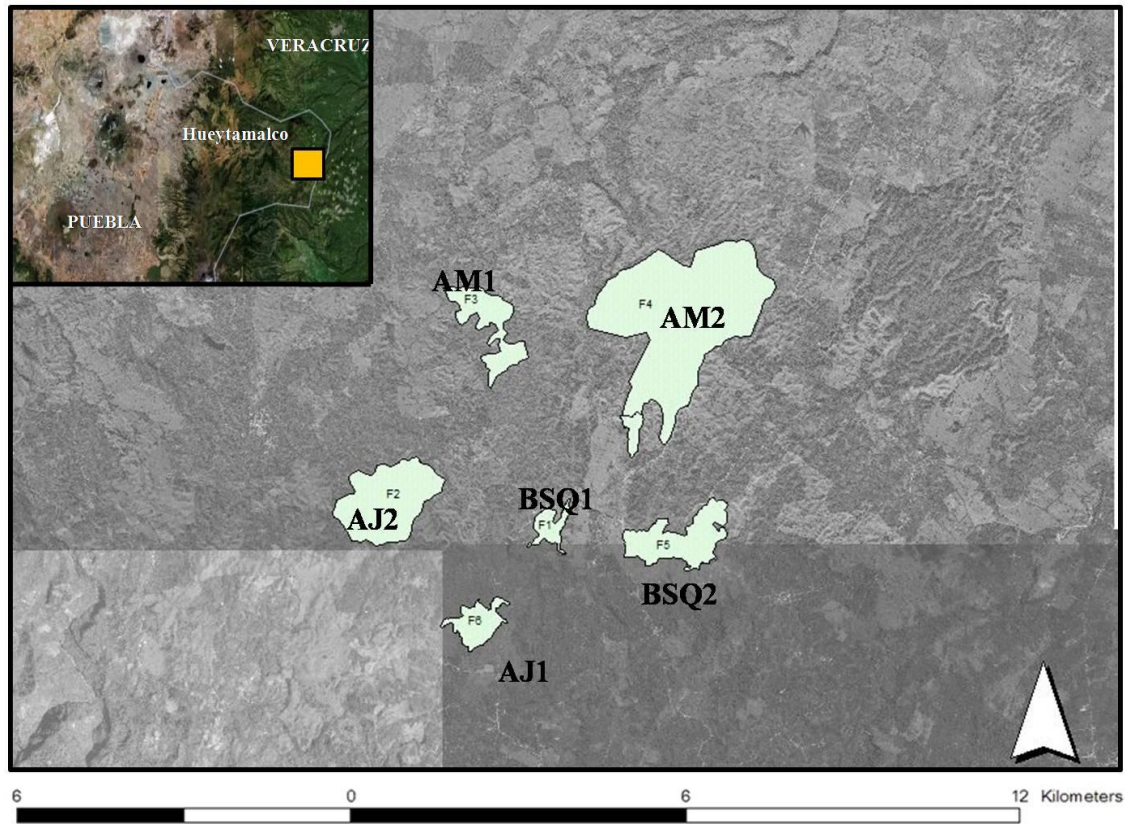 VERACRUZ
Hueytamalco
PUEBLA
AM1
F3
F4
AM2
F2
AJ2
BSQ1
F1
F5
BSQ2
F6
AJ1
6 0 6 12 Kilometers